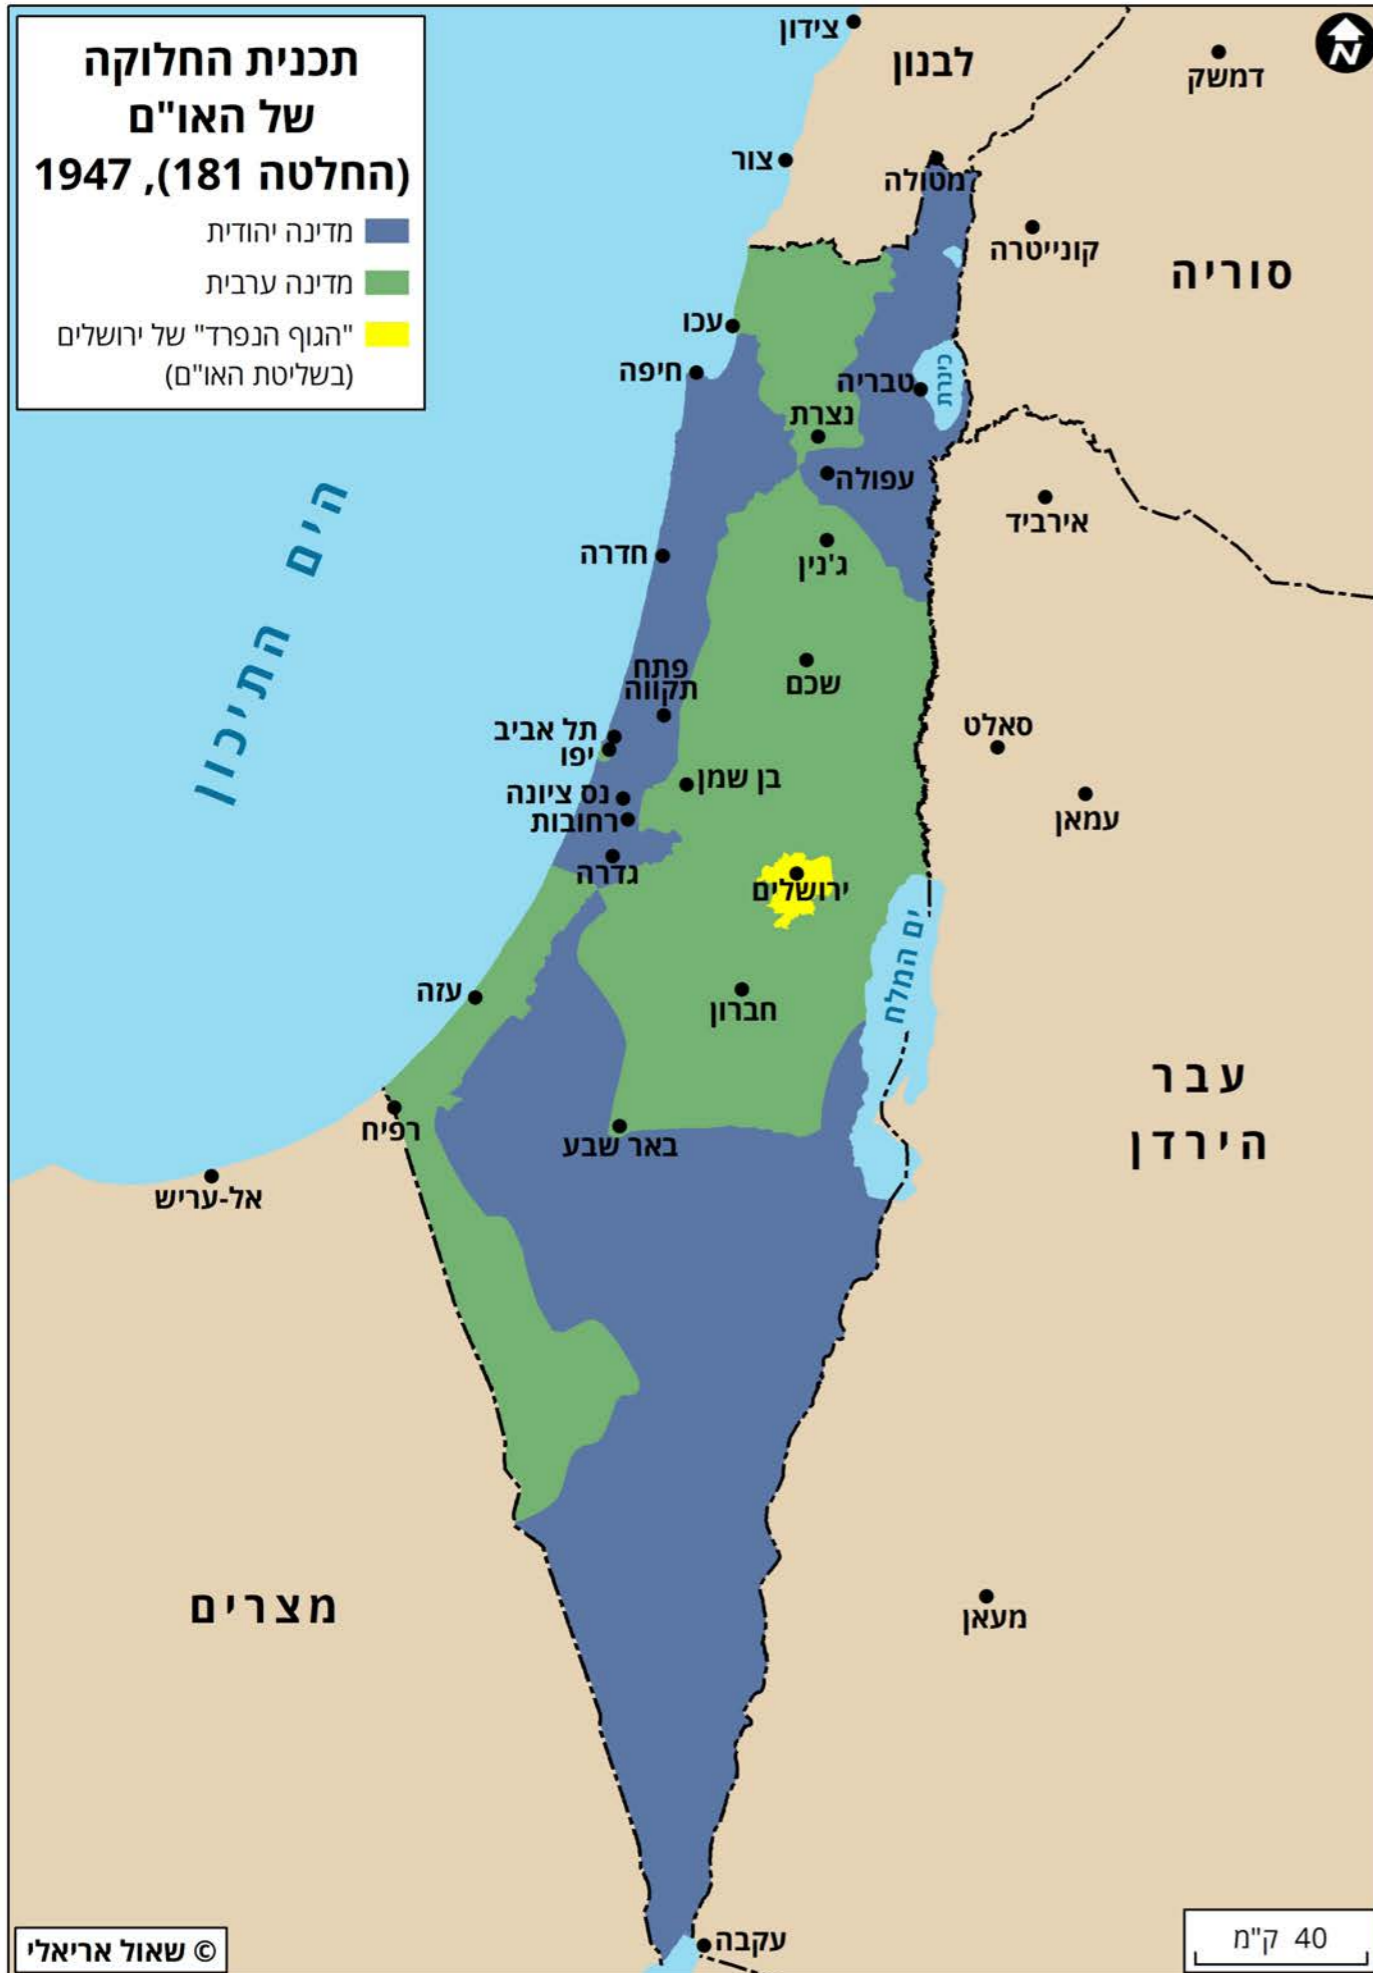 תכנית החלוקה
של האו"ם
(החלטה 181), 1947
מדינה יהודית
מדינה ערבית
"הגוף הנפרד" של ירושלים
(בשליטת האו"ם)
N
צידון
לבנון
דמשק
צור
מטולה
קונייטרה
סוריה
עכו
חיפה
טבריה
כינרת
נצרת
עפולה
אירביד
ג'נין
חדרה
הים התיכון
פתח
תקווה
שכם
תל אביב
יפו
סאלט
בן שמן
נס ציונה
רחובות
עמאן
גדרה
ירושלים
ים המלח
עזה
חברון
עבר
הירדן
רפיח
באר שבע
אל-עריש
מצרים
מעאן
עקבה
40 ק"מ
© שאול אריאלי